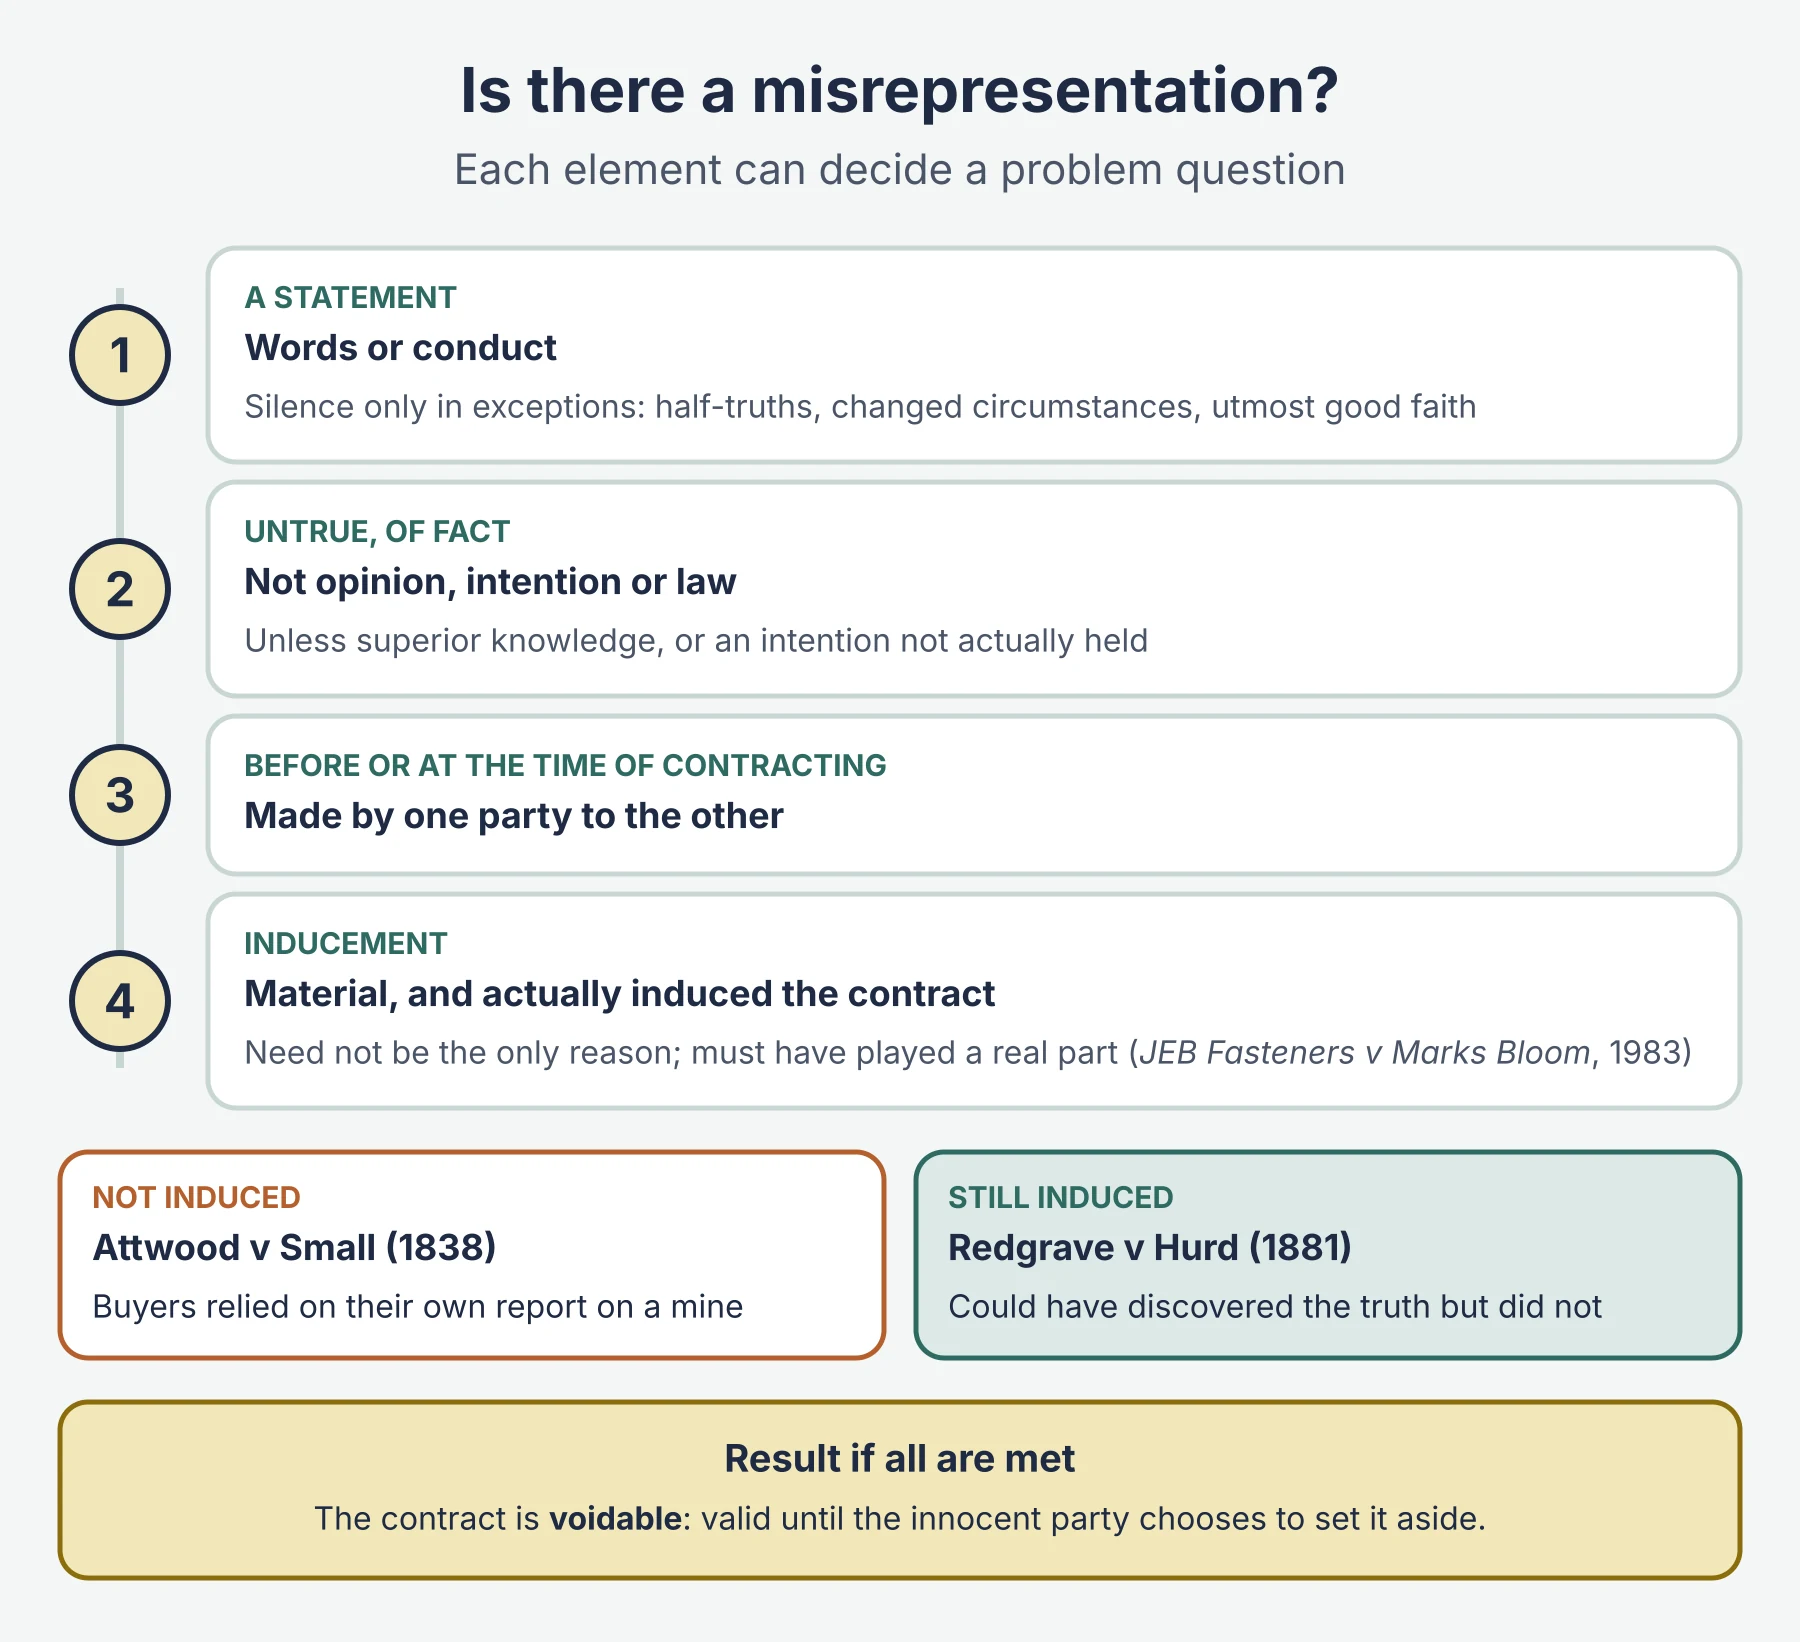 Is there a misrepresentation?
Each element can decide a problem question
1
A STATEMENT
Words or conduct
Silence only in exceptions: half-truths, changed circumstances, utmost good faith
2
UNTRUE, OF FACT
Not opinion, intention or law
Unless superior knowledge, or an intention not actually held
3
BEFORE OR AT THE TIME OF CONTRACTING
Made by one party to the other
4
INDUCEMENT
Material, and actually induced the contract
Need not be the only reason; must have played a real part (JEB Fasteners v Marks Bloom, 1983)
NOT INDUCED
Attwood v Small (1838)
Buyers relied on their own report on a mine
STILL INDUCED
Redgrave v Hurd (1881)
Could have discovered the truth but did not
Result if all are met
The contract is voidable: valid until the innocent party chooses to set it aside.